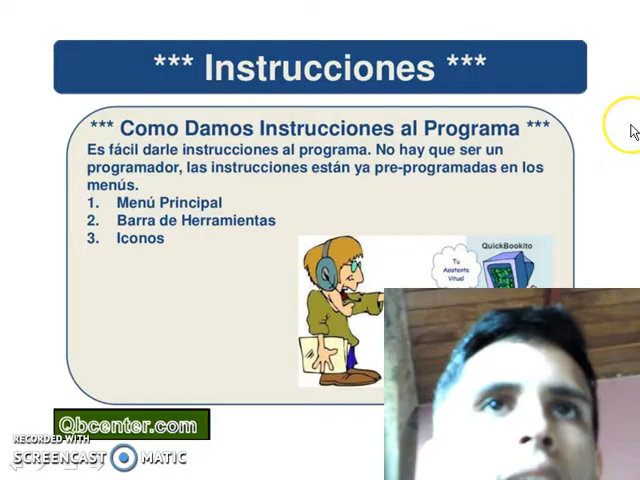 *** Instrucciones ***
*** Como Damos Instrucciones al Programa ***
Es fácil darle instrucciones al programa. No hay que ser un
programador, las instrucciones están ya pre-programadas en los
menús.
1. Menú Principal
2. Barra de Herramientas
3. Iconos
QuickBookito
Tu
Asistente
Vitual
Qbcenter.com
RECORDED WITH
SCREENCAST MATIC